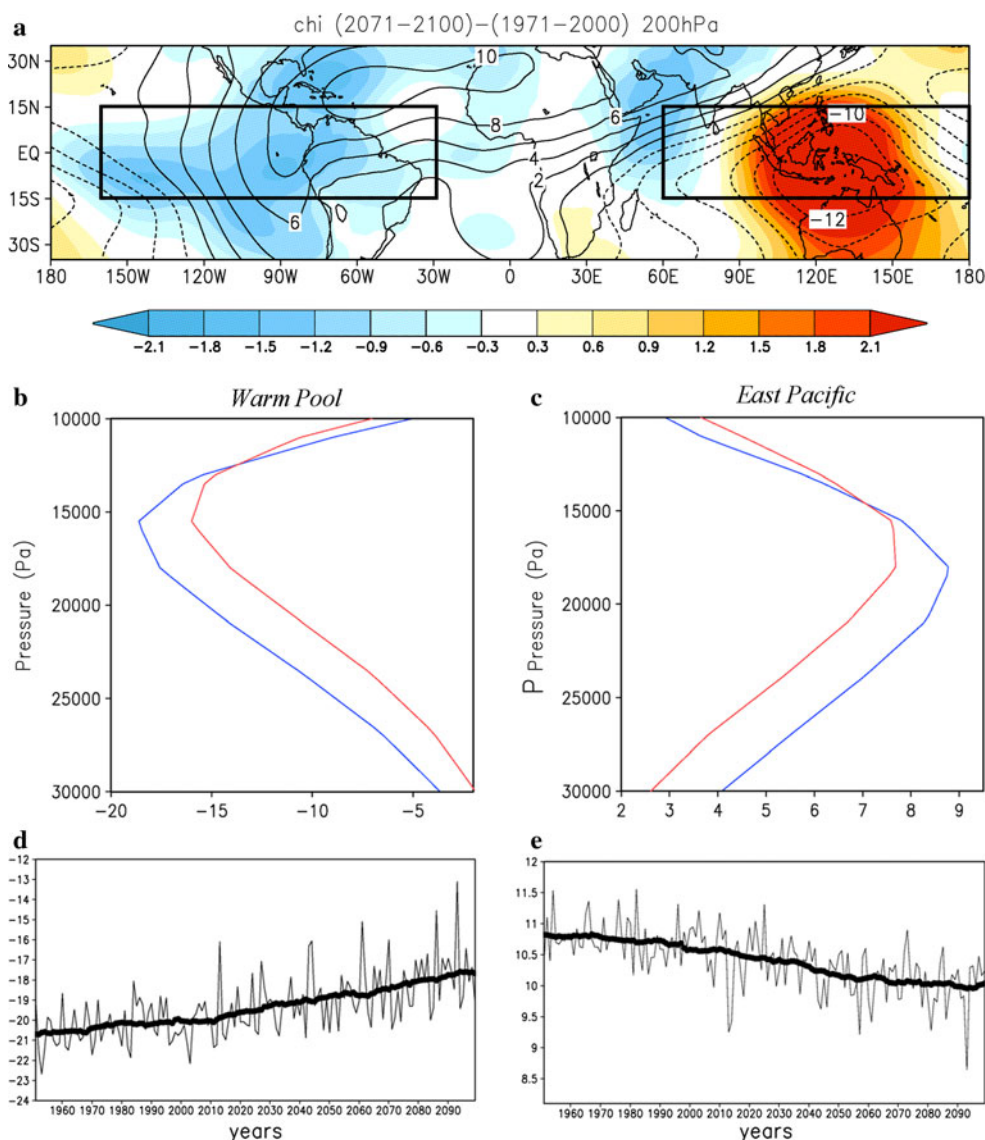 a
chi (2071–2100)–(1971–2000) 200hPa
30N
15N
EQ
15S
30S
10
8
6
4
2
6
−10
−12
180 150W 120W 90W 60W 30W 0 30E 60E 90E 120E 150E 180
−2.1 −1.8 −1.5 −1.2 −0.9 −0.6 −0.3 0.3 0.6 0.9 1.2 1.5 1.8 2.1
b
Warm Pool
10000
15000
20000
25000
30000
Pressure (Pa)
−20 −15 −10 −5
c
East Pacific
10000
15000
20000
25000
30000
P Pressure (Pa)
2 3 4 5 6 7 8 9
d
−12
−13
−14
−15
−16
−17
−18
−19
−20
−21
−22
−23
−24
1960 1970 1980 1990 2000 2010 2020 2030 2040 2050 2060 2070 2080 2090
years
e
12
11.5
11
10.5
10
9.5
9
8.5
1960 1970 1980 1990 2000 2010 2020 2030 2040 2050 2060 2070 2080 2090
years